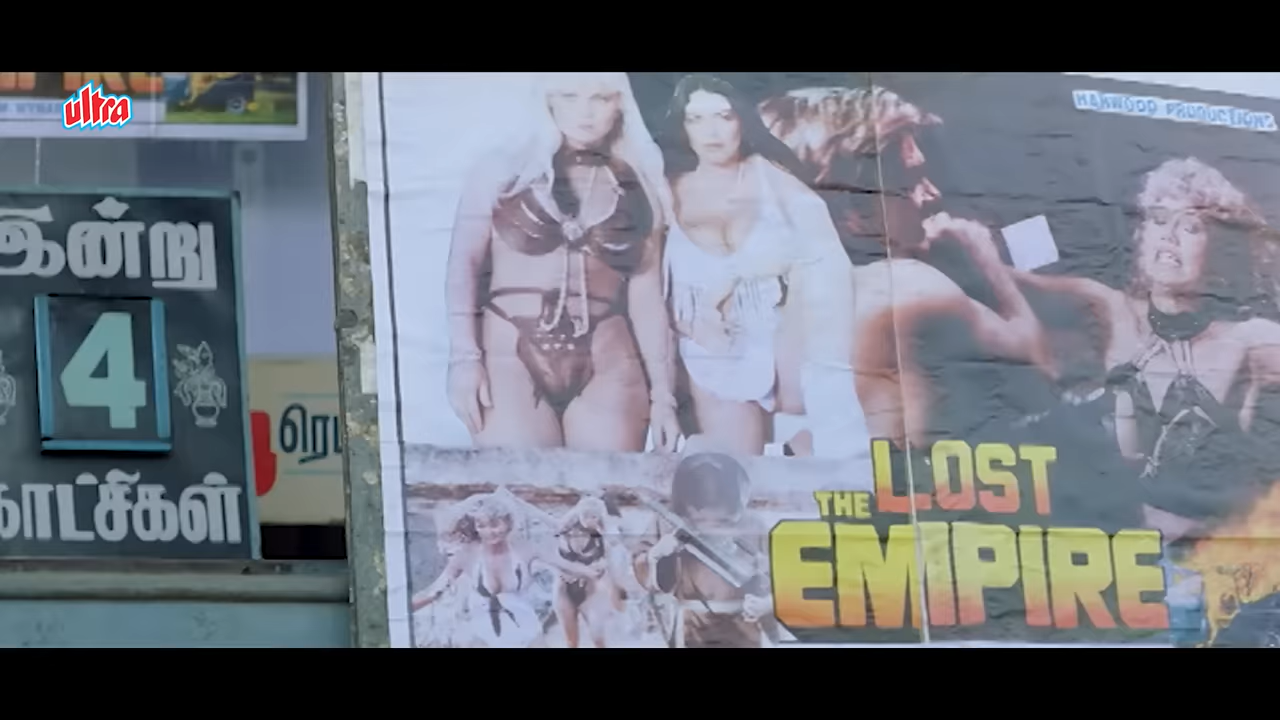 ultra
இன்று
4
காட்சிகள்
HARWOOD PRODUCTIONS
THE LOST
EMPIRE